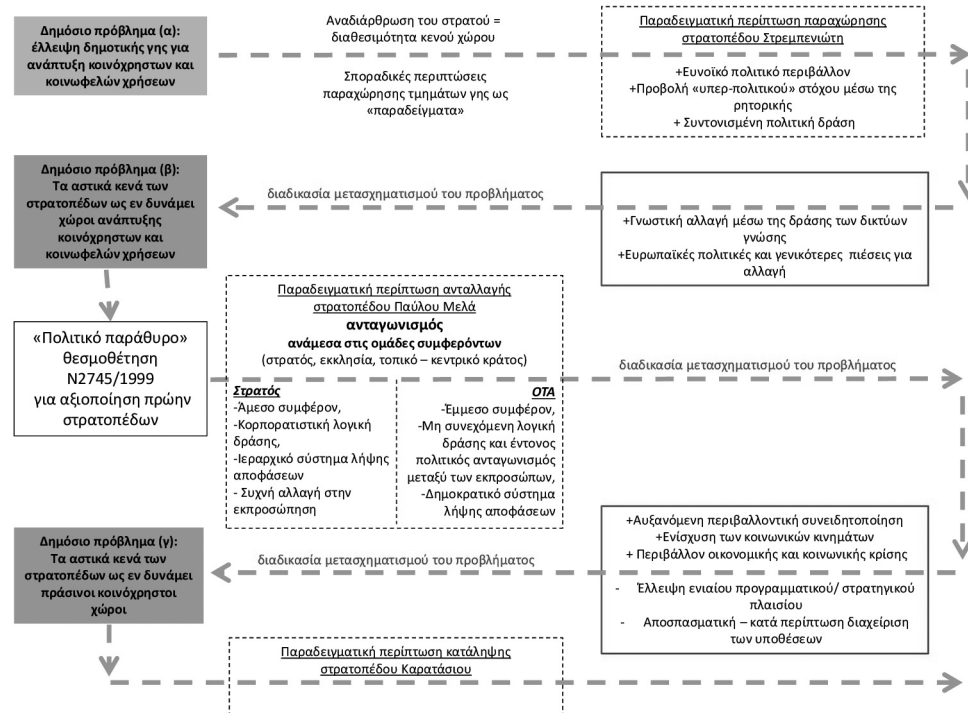 Δημόσιο πρόβλημα (α):
έλλειψη δημοτικής γης για
ανάπτυξη κοινόχρηστων και
κοινωφελών χρήσεων
Αναδιάρθρωση του στρατού =
διαθεσιμότητα κενού χώρου
Σποραδικές περιπτώσεις
παραχώρησης τμημάτων γης ως
«παραδείγματα»
Παραδειγματική περίπτωση παραχώρησης
στρατοπέδου Στρεμπενιώτη
+Ευνοϊκό πολιτικό περιβάλλον
+Προβολή «υπερ-πολιτικού» στόχου μέσω της
ρητορικής
+ Συντονισμένη πολιτική δράση
Δημόσιο πρόβλημα (β):
Τα αστικά κενά των
στρατοπέδων ως εν δυνάμει
χώροι ανάπτυξης
κοινόχρηστων και
κοινωφελών χρήσεων
διαδικασία μετασχηματισμού του προβλήματος
+Γνωστική αλλαγή μέσω της δράσης των δικτύων
γνώσης
+Ευρωπαϊκές πολιτικές και γενικότερες πιέσεις για
αλλαγή
«Πολιτικό παράθυρο»
θεσμοθέτηση
Ν2745/1999
για αξιοποίηση πρώην
στρατοπέδων
Παραδειγματική περίπτωση ανταλλαγής
στρατοπέδου Παύλου Μελά
ανταγωνισμός
ανάμεσα στις ομάδες συμφερόντων
(στρατός, εκκλησία, τοπικό – κεντρικό κράτος)
Στρατός
-Άμεσο συμφέρον,
-Κορπορατιστική λογική
δράσης,
-Ιεραρχικό σύστημα λήψης
αποφάσεων
- Συχνή αλλαγή στην
εκπροσώπηση
ΟΤΑ
-Έμμεσο συμφέρον,
-Μη συνεχόμενη λογική
δράσης και έντονος
πολιτικός ανταγωνισμός
μεταξύ των εκπροσώπων,
-Δημοκρατικό σύστημα
λήψης αποφάσεων
διαδικασία μετασχηματισμού του προβλήματος
Δημόσιο πρόβλημα (γ):
Τα αστικά κενά των
στρατοπέδων ως εν δυνάμει
πράσινοι κοινόχρηστοι
χώροι
διαδικασία μετασχηματισμού του προβλήματος
+Αυξανόμενη περιβαλλοντική συνειδητοποίηση
+Ενίσχυση των κοινωνικών κινημάτων
+ Περιβάλλον οικονομικής και κοινωνικής κρίσης
- Έλλειψη ενιαίου προγραμματικού/ στρατηγικού
πλαισίου
- Αποσπασματική – κατά περίπτωση διαχείριση
των υποθέσεων
Παραδειγματική περίπτωση κατάληψης
στρατοπέδου Καρατάσιου